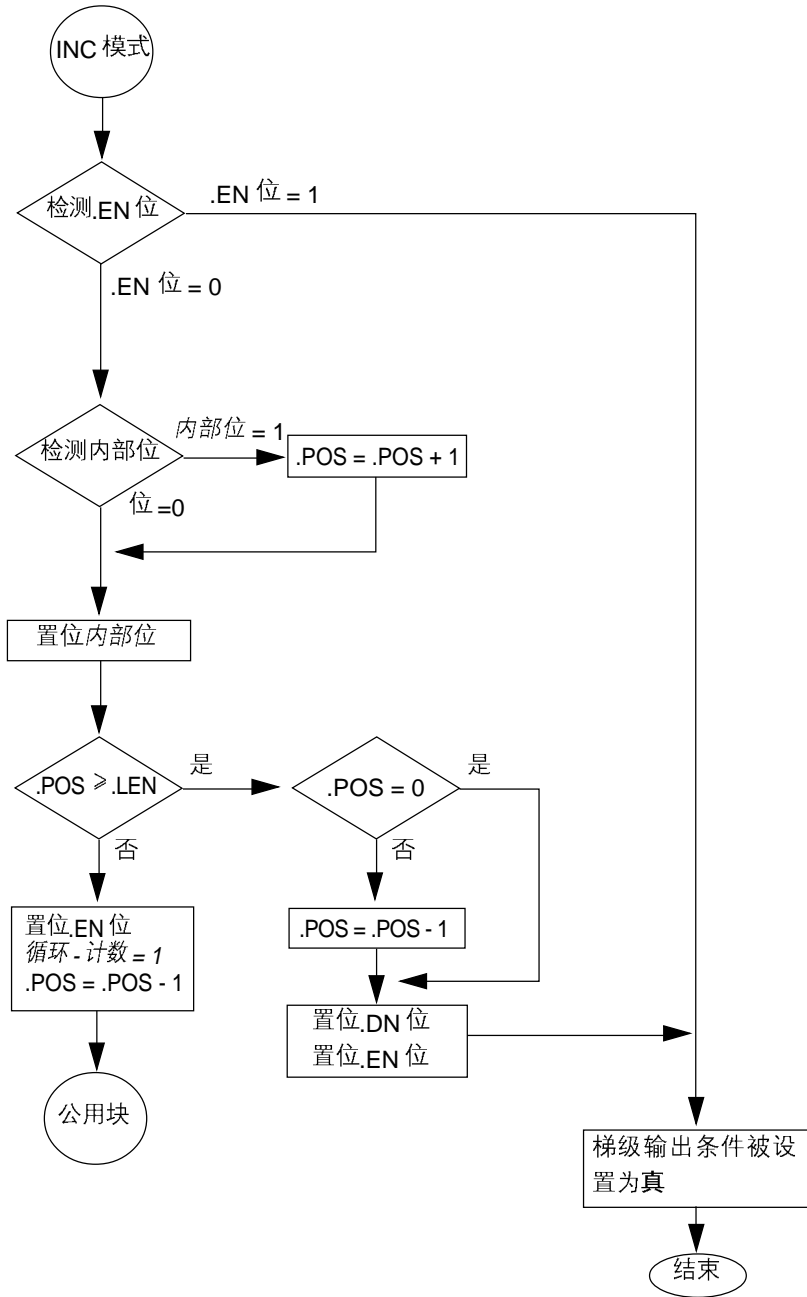 INC 模式
检测.EN 位
.EN 位 = 1
.EN 位 = 0
检测内部位
内部位 = 1
.POS = .POS + 1
位 =0
置位内部位
.POS ≥ .LEN
是
否
.POS = 0
是
否
置位.EN 位
循环 - 计数 = 1
.POS = .POS - 1
.POS = .POS - 1
置位.DN 位
置位.EN 位
公用块
梯级输出条件被设
置为真
结束